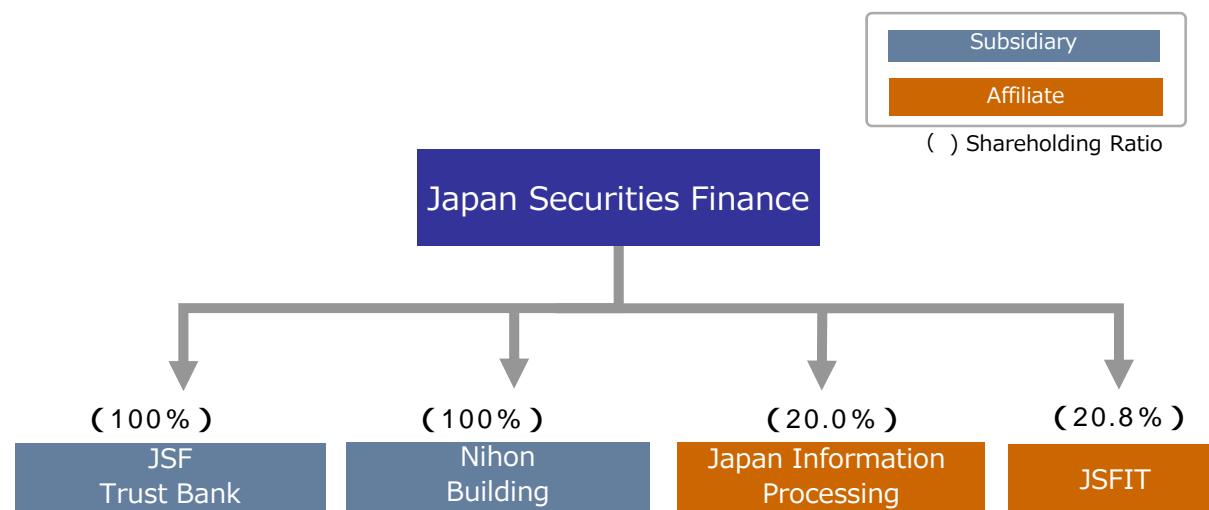 Subsidiary
Affiliate
( ) Shareholding Ratio
Japan Securities Finance
(100%)
(100%)
(20.0%)
(20.8%)
JSF
Trust Bank
Nihon
Building
Japan Information
Processing
JSFIT